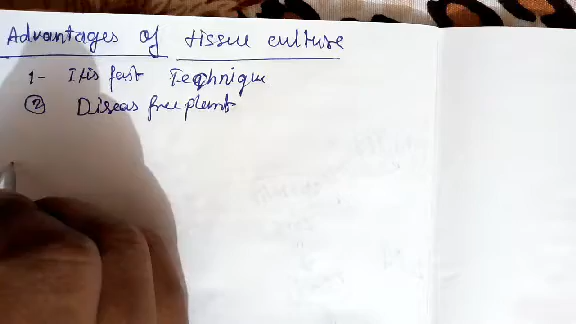 Advantages of tissue culture
1- It is fast Technique
② Diseas free plant